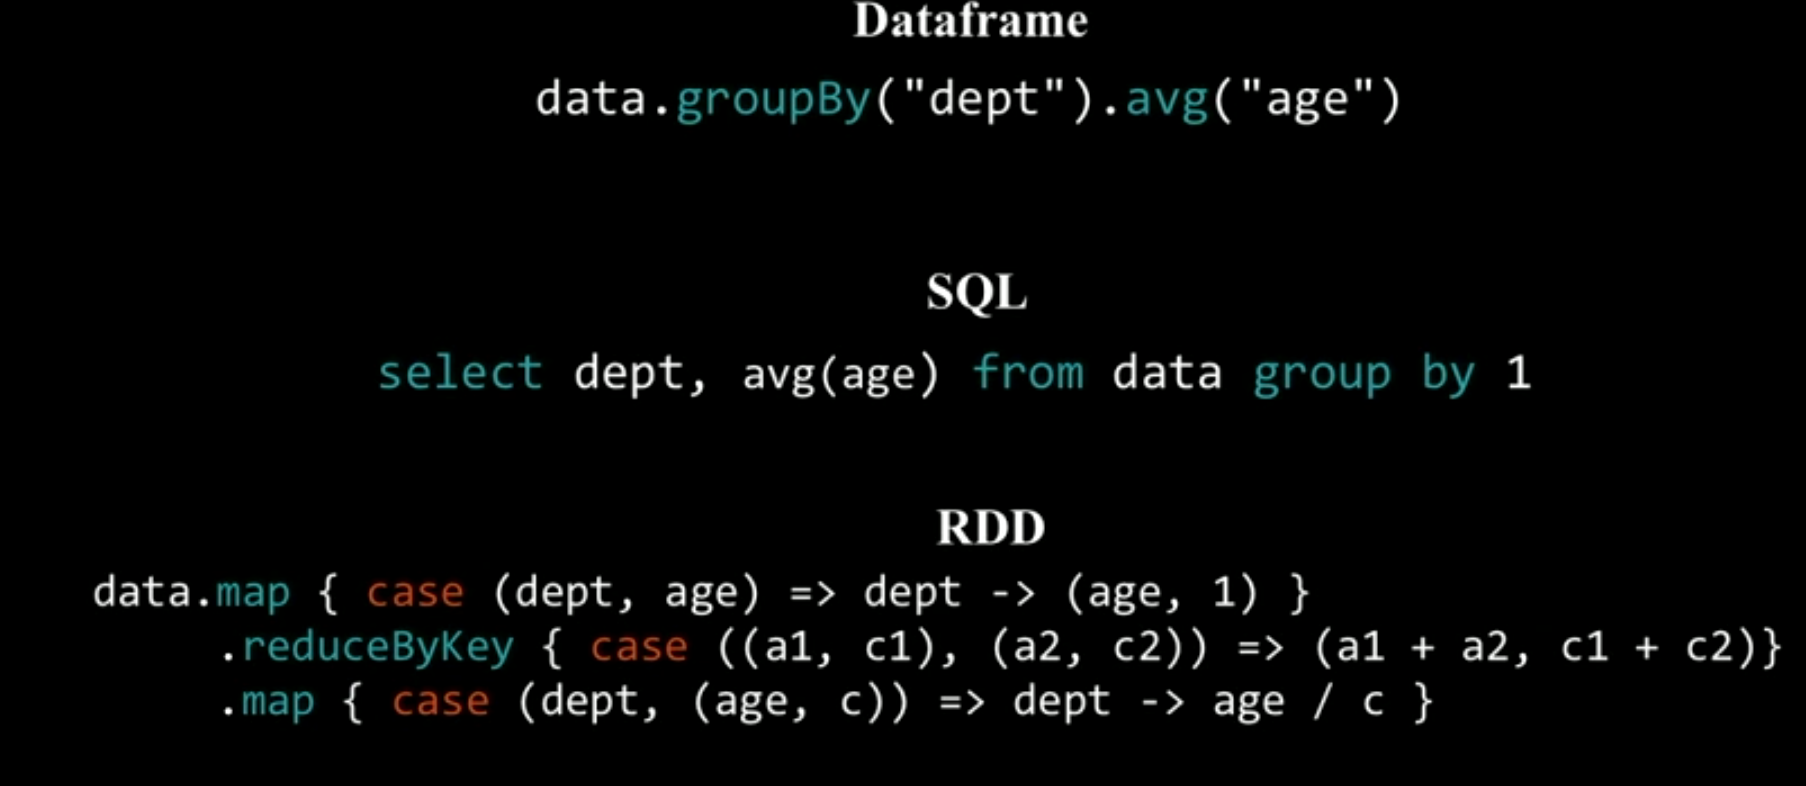 Dataframe
data.groupBy("dept").avg("age")
SQL
select dept, avg(age) from data group by 1
RDD
data.map { case (dept, age) => dept -> (age, 1) }
.reduceByKey { case ((a1, c1), (a2, c2)) => (a1 + a2, c1 + c2)}
.map { case (dept, (age, c)) => dept -> age / c }